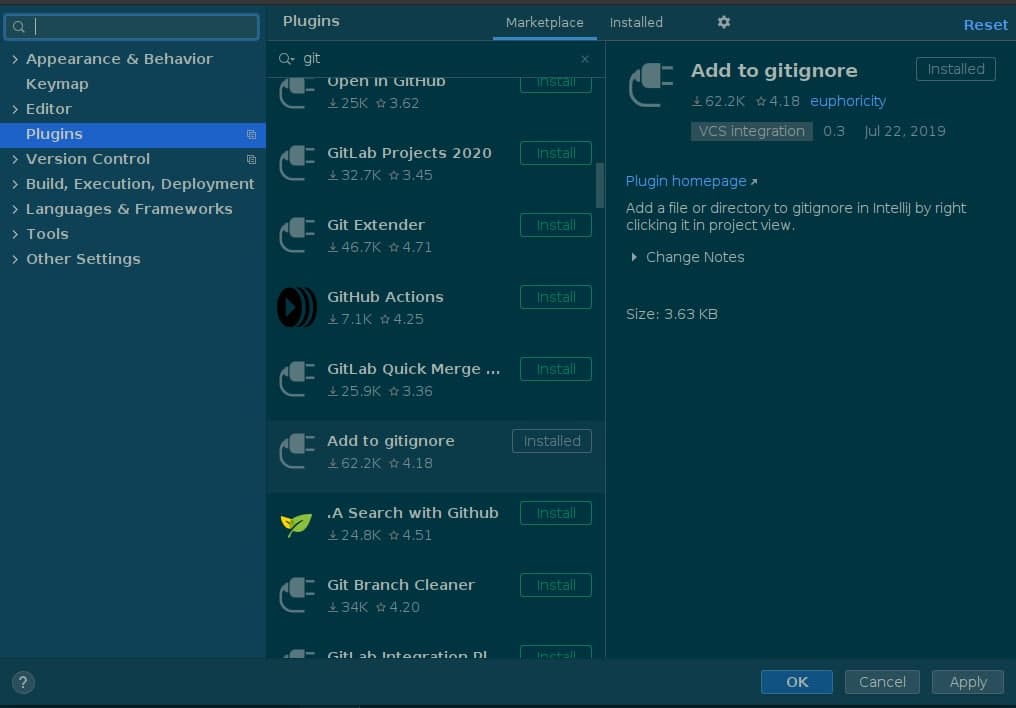 Appearance & Behavior
Keymap
Editor
Plugins
Version Control
Build, Execution, Deployment
Languages & Frameworks
Tools
Other Settings
Plugins
Marketplace
Installed
Reset
git
Open in GitHub
Install
25K 3.62
GitLab Projects 2020
Install
32.7K 3.45
Git Extender
Install
46.7K 4.71
GitHub Actions
Install
7.1K 4.25
GitLab Quick Merge ...
Install
25.9K 3.36
Add to gitignore
Installed
62.2K 4.18
.A Search with Github
Install
24.8K 4.51
Git Branch Cleaner
Install
34K 4.20
GitLab Integration Pl
Install
Add to gitignore
Installed
62.2K 4.18 euphoricity
VCS integration 0.3 Jul 22, 2019
Plugin homepage
Add a file or directory to gitignore in IntelliJ by right
clicking it in project view.
Change Notes
Size: 3.63 KB
?
OK
Cancel
Apply